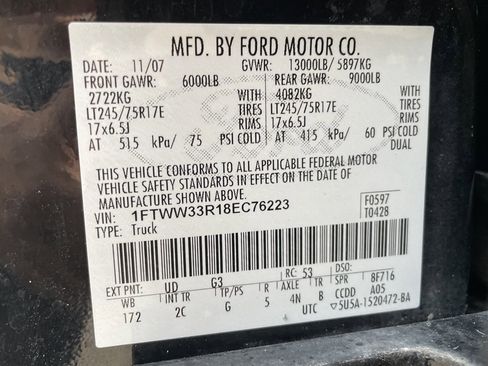 MFD. BY FORD MOTOR CO.
DATE: 11/07 GVWR: 13000LB/ 5897KG
FRONT GAWR: 6000LB REAR GAWR: 9000LB
2722KG WITH 4082KG WITH
LT245/75R17E TIRES LT245/75R17E TIRES
17x6.5J RIMS 17x6.5J RIMS
AT 515 kPa/ 75 PSI COLD AT 415 kPa/ 60 PSI COLD
DUAL
THIS VEHICLE CONFORMS TO ALL APPLICABLE FEDERAL MOTOR
VEHICLE SAFETY STANDARDS IN EFFECT ON THE DATE OF
MANUFACTURE SHOWN ABOVE.
VIN: 1FTWW33R18EC76223 F0597
TYPE: Truck T0428
EXT PNT: UD G3 RC: 53 DSO:
WB INT TR TP/PS R AXLE TR SPR 8F716
172 2C G 5 4N B CCDD A05
UTC ▽5U5A-1520472-BA